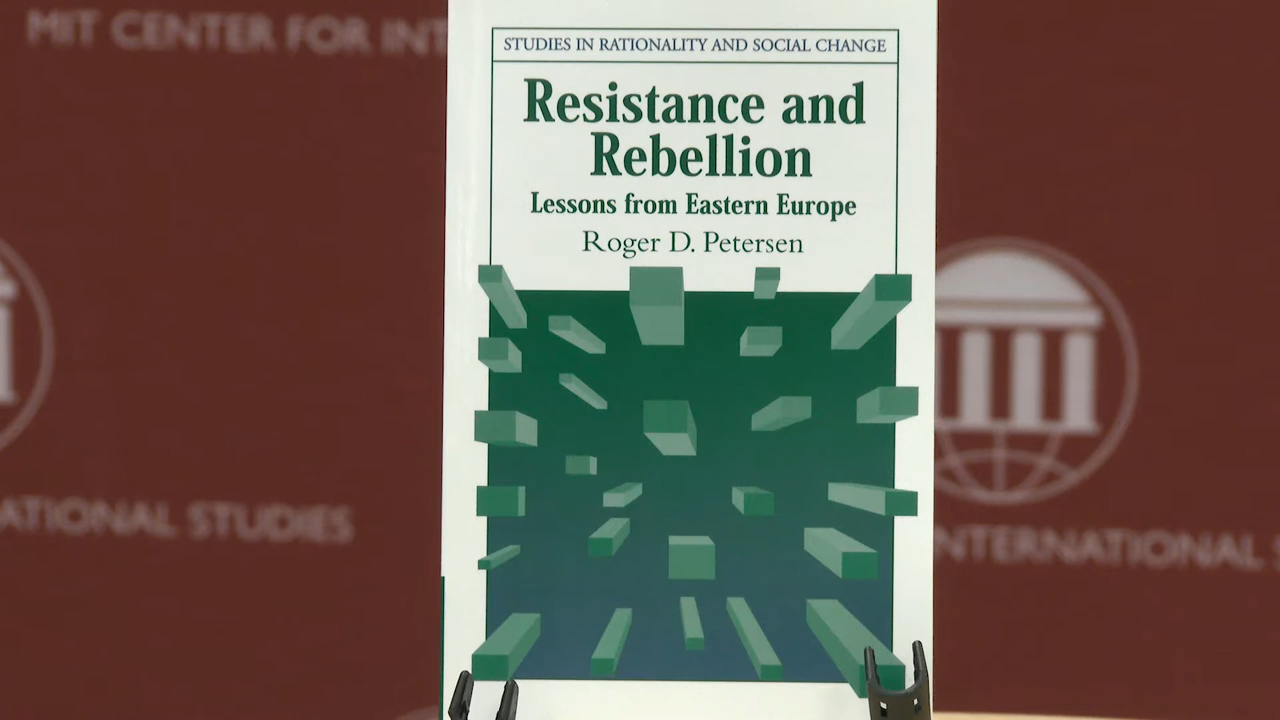 MIT CENTER FOR INT
STUDIES IN RATIONALITY AND SOCIAL CHANGE
Resistance and
Rebellion
Lessons from Eastern Europe
Roger D. Petersen
ATIONAL STUDIES
NTERNATIONAL